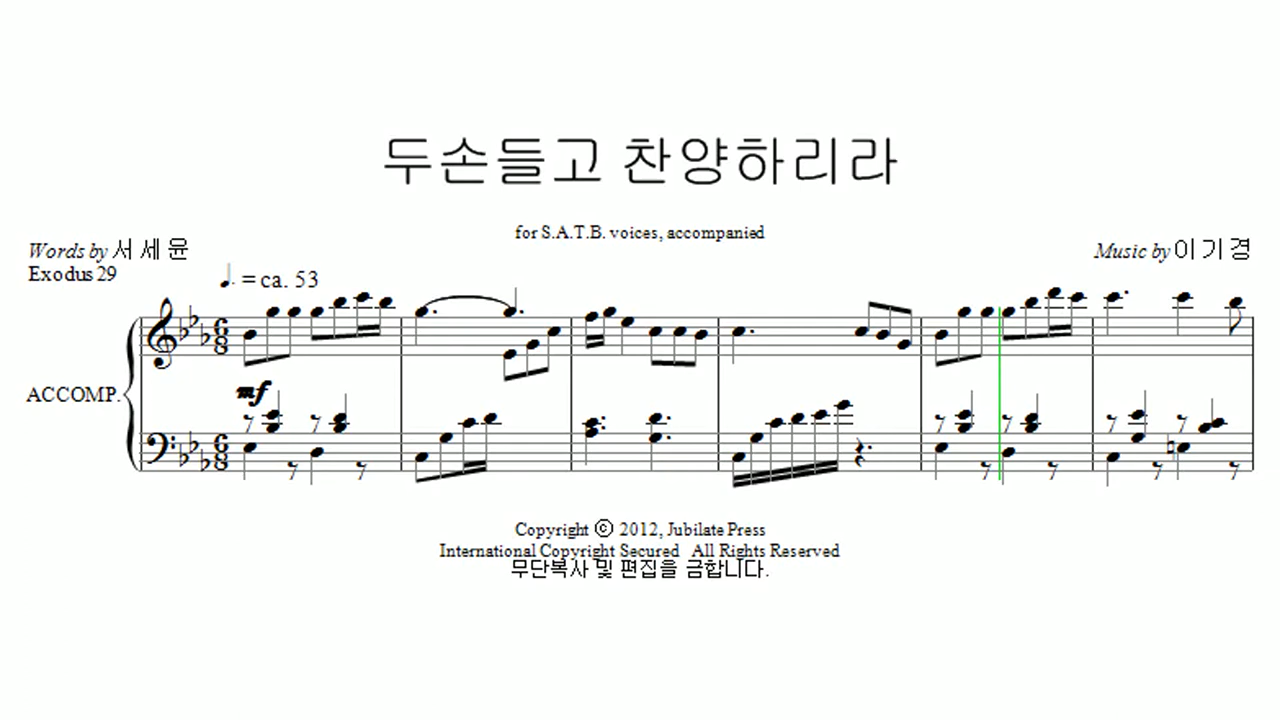 두손들고 찬양하리라
for S.A.T.B. voices, accompanied
Words by 서 세 윤
Music by 이 기 경
Exodus 29
♩. = ca. 53
ACCOMP.
mf
Copyright © 2012, Jubilate Press
International Copyright Secured All Rights Reserved
무단복사 및 편집을 금합니다.